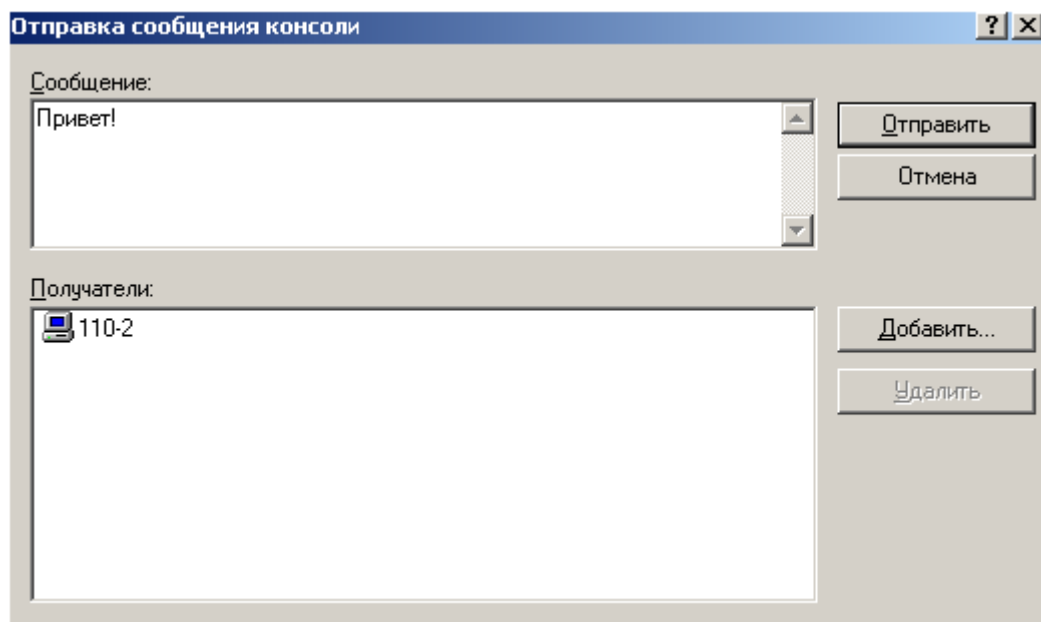 Отправка сообщения консоли
Сообщение:
Привет!
Отправить
Отмена
Получатели:
110-2
Добавить...
Удалить